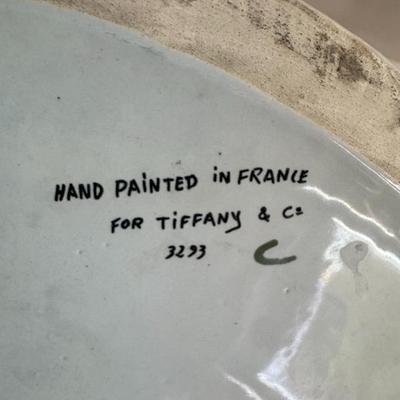 HAND PAINTED iN FRANCE
FOR TiFFANY & Co
3293 C